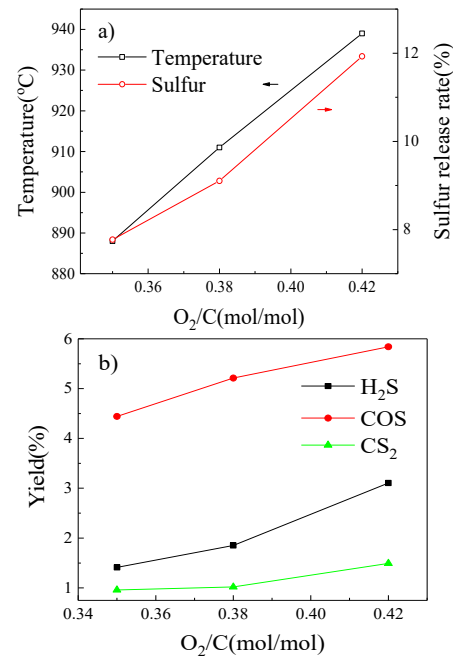 a)
Temperature
Sulfur
Temperature(°C)
940
930
920
910
900
890
880
Sulfur release rate(%)
12
10
8
0.36 0.38 0.40 0.42
O₂/C(mol/mol)
b)
H₂S
COS
CS₂
Yield(%)
6
5
4
3
2
1
0.34 0.36 0.38 0.40 0.42
O₂/C(mol/mol)